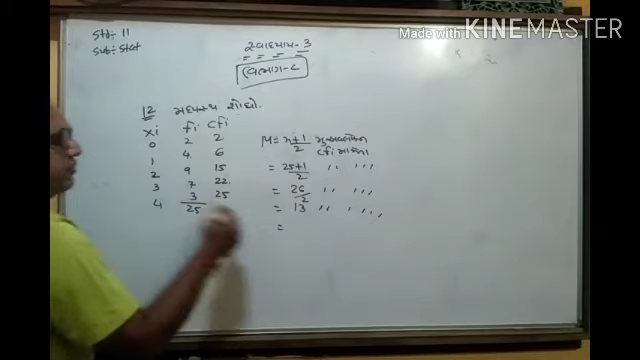 Made with KINEMASTER
Std:- 11
Sub:- Stat
સ્વાધ્યાય - 3
વિભાગ-
12 મધ્યસ્થ શોધો.
xi fi cfi
0 2 2
1 4 6
2 9 15
3 7 22
4 3 25
25
M = n+1/2
cfi
= 25+1/2 ,, ,,,
= 26/2 ,, ,,,
= 13 ,, ,,,
=